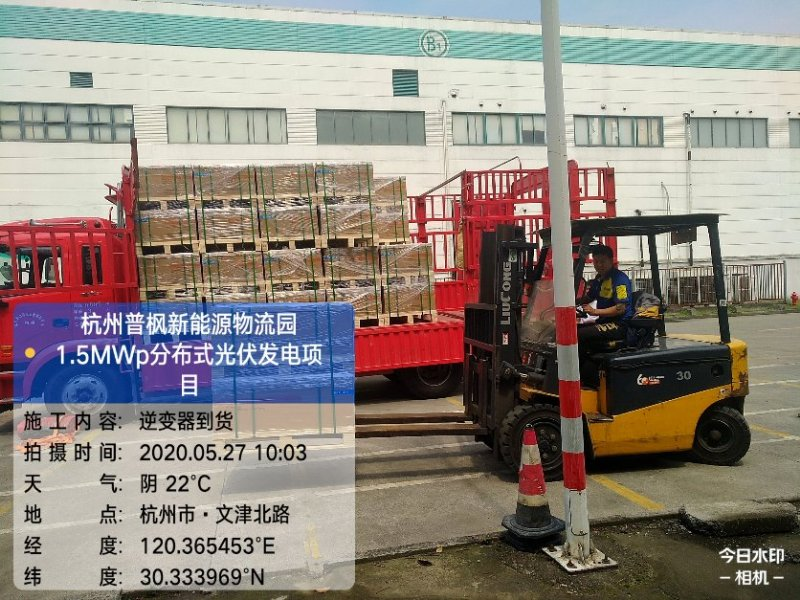 B1
杭州普枫新能源物流园
1.5MWp分布式光伏发电项
目
施工内容: 逆变器到货
拍摄时间: 2020.05.27 10:03
天气: 阴 22°C
地点: 杭州市·文津北路
经度: 120.365453°E
纬度: 30.333969°N
LIUGONG
60
30
今日水印
–相机–